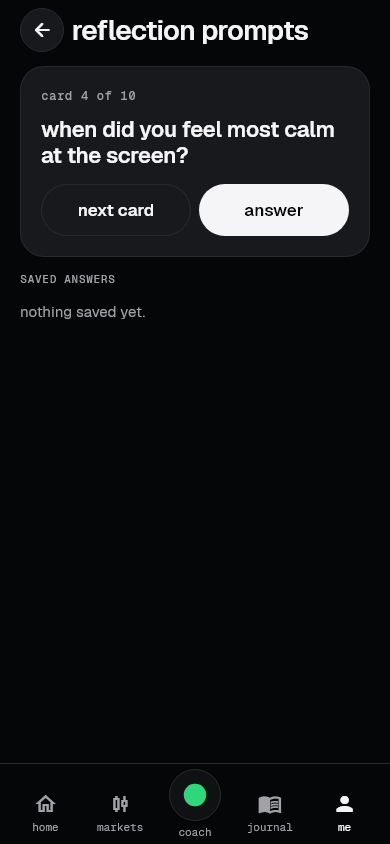 reflection prompts
card 4 of 10
when did you feel most calm
at the screen?
next card
answer
SAVED ANSWERS
nothing saved yet.
home
markets
coach
journal
me